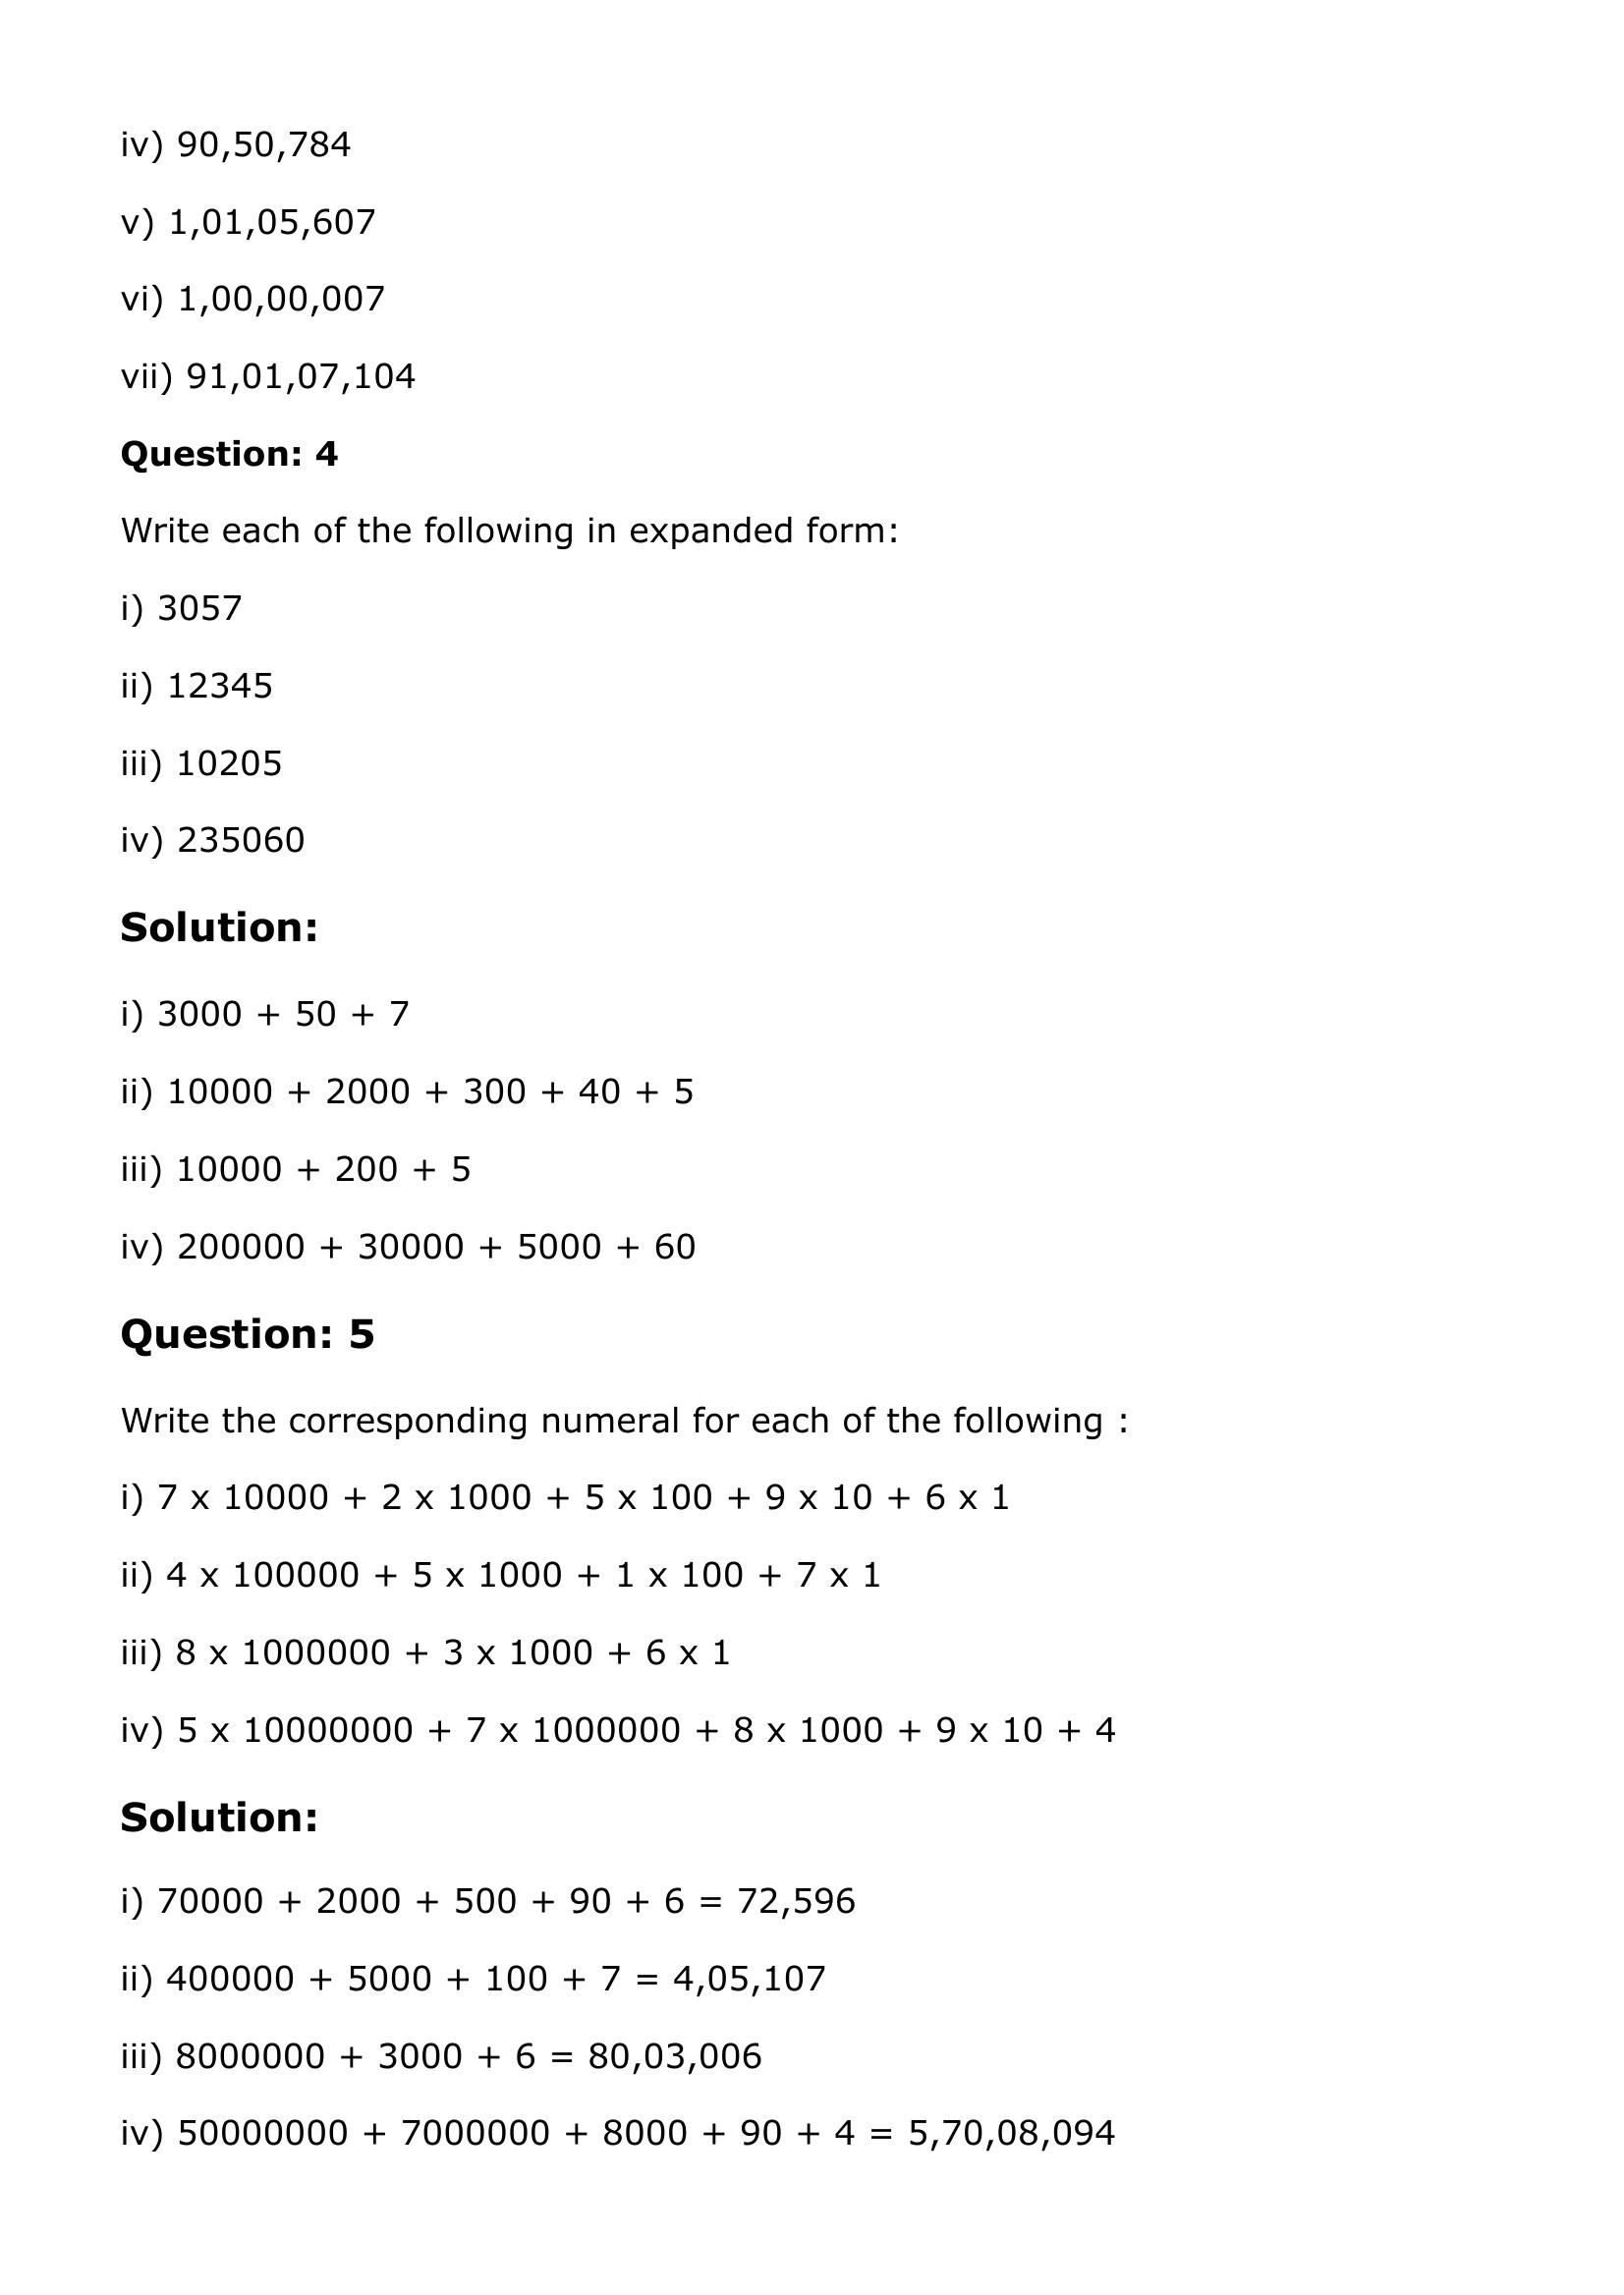 iv) 90,50,784
v) 1,01,05,607
vi) 1,00,00,007
vii) 91,01,07,104
Question: 4
Write each of the following in expanded form:
i) 3057
ii) 12345
iii) 10205
iv) 235060
Solution:
i) 3000 + 50 + 7
ii) 10000 + 2000 + 300 + 40 + 5
iii) 10000 + 200 + 5
iv) 200000 + 30000 + 5000 + 60
Question: 5
Write the corresponding numeral for each of the following :
i) 7 x 10000 + 2 x 1000 + 5 x 100 + 9 x 10 + 6 x 1
ii) 4 x 100000 + 5 x 1000 + 1 x 100 + 7 x 1
iii) 8 x 1000000 + 3 x 1000 + 6 x 1
iv) 5 x 10000000 + 7 x 1000000 + 8 x 1000 + 9 x 10 + 4
Solution:
i) 70000 + 2000 + 500 + 90 + 6 = 72,596
ii) 400000 + 5000 + 100 + 7 = 4,05,107
iii) 8000000 + 3000 + 6 = 80,03,006
iv) 50000000 + 7000000 + 8000 + 90 + 4 = 5,70,08,094